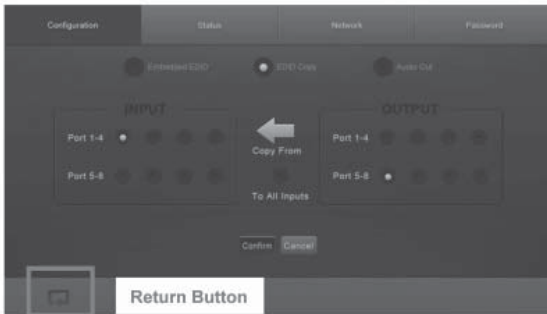 Configuration Status Network Password
Embedded EDID EDID Copy Audio Out
INPUT OUTPUT
Port 1-4 Port 1-4
Copy From
Port 5-8 Port 5-8
To All Inputs
Confirm Cancel
Return Button